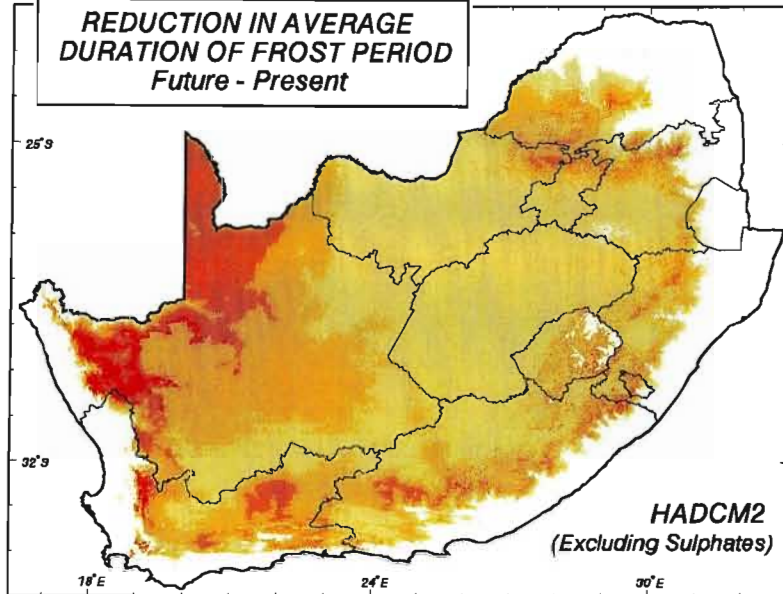 REDUCTION IN AVERAGE
DURATION OF FROST PERIOD
Future - Present
25°S
32°S
HADCM2
(Excluding Sulphates)
18°E
24°E
30°E